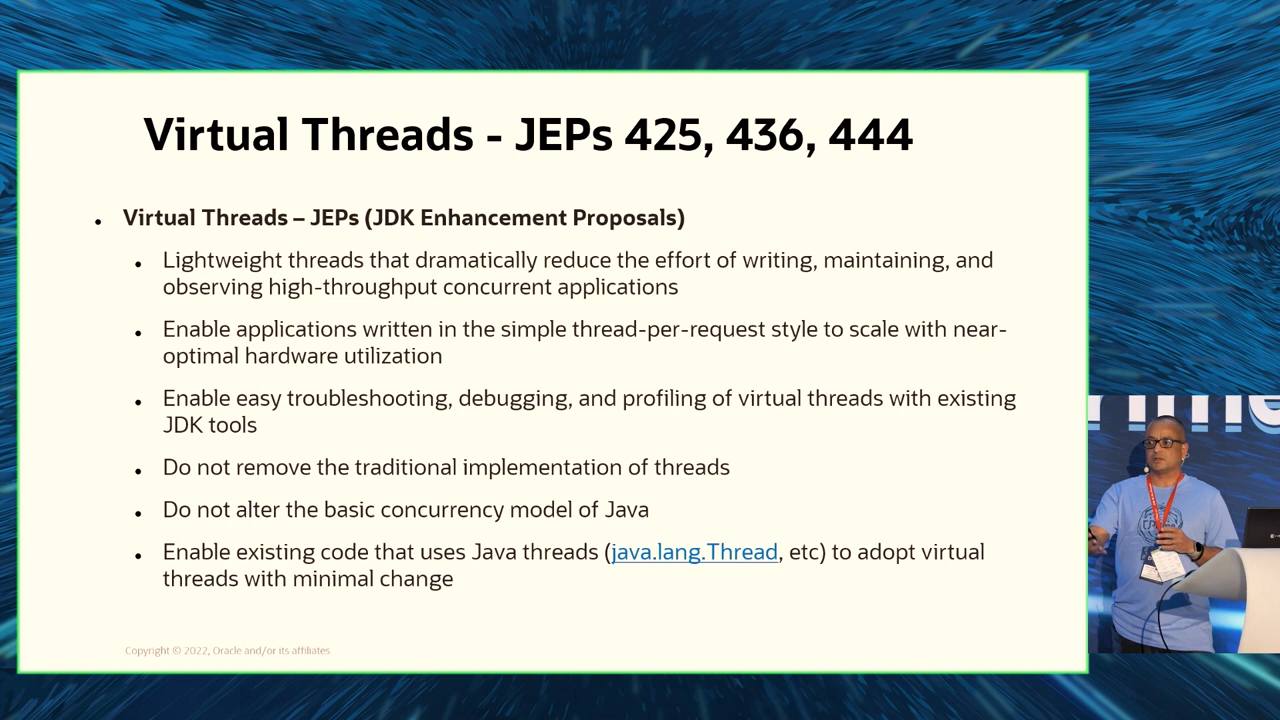 Virtual Threads - JEPs 425, 436, 444
• Virtual Threads – JEPs (JDK Enhancement Proposals)
• Lightweight threads that dramatically reduce the effort of writing, maintaining, and
observing high-throughput concurrent applications
• Enable applications written in the simple thread-per-request style to scale with near-
optimal hardware utilization
• Enable easy troubleshooting, debugging, and profiling of virtual threads with existing
JDK tools
• Do not remove the traditional implementation of threads
• Do not alter the basic concurrency model of Java
• Enable existing code that uses Java threads (java.lang.Thread, etc) to adopt virtual
threads with minimal change
Copyright © 2022, Oracle and/or its affiliates